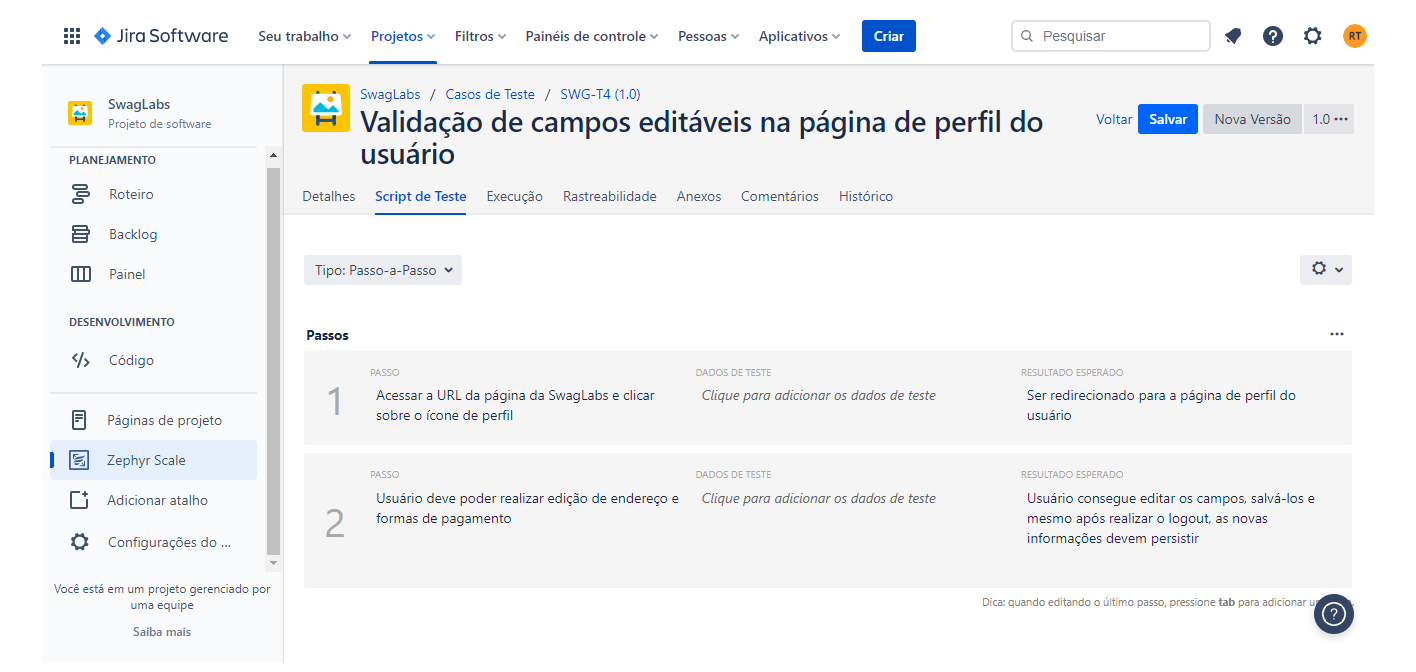 Jira Software
Seu trabalho
Projetos
Filtros
Painéis de controle
Pessoas
Aplicativos
Criar
Pesquisar
RT
SwagLabs
Projeto de software
PLANEJAMENTO
Roteiro
Backlog
Painel
DESENVOLVIMENTO
Código
Páginas de projeto
Zephyr Scale
Adicionar atalho
Configurações do ...
Você está em um projeto gerenciado por
uma equipe
Saiba mais
SwagLabs / Casos de Teste / SWG-T4 (1.0)
Validação de campos editáveis na página de perfil do
usuário
Voltar
Salvar
Nova Versão
1.0
Detalhes
Script de Teste
Execução
Rastreabilidade
Anexos
Comentários
Histórico
Tipo: Passo-a-Passo
Passos
1
PASSO
Acessar a URL da página da SwagLabs e clicar
sobre o ícone de perfil
DADOS DE TESTE
Clique para adicionar os dados de teste
RESULTADO ESPERADO
Ser redirecionado para a página de perfil do
usuário
2
PASSO
Usuário deve poder realizar edição de endereço e
formas de pagamento
DADOS DE TESTE
Clique para adicionar os dados de teste
RESULTADO ESPERADO
Usuário consegue editar os campos, salvá-los e
mesmo após realizar o logout, as novas
informações devem persistir
Dica: quando editando o último passo, pressione tab para adicionar